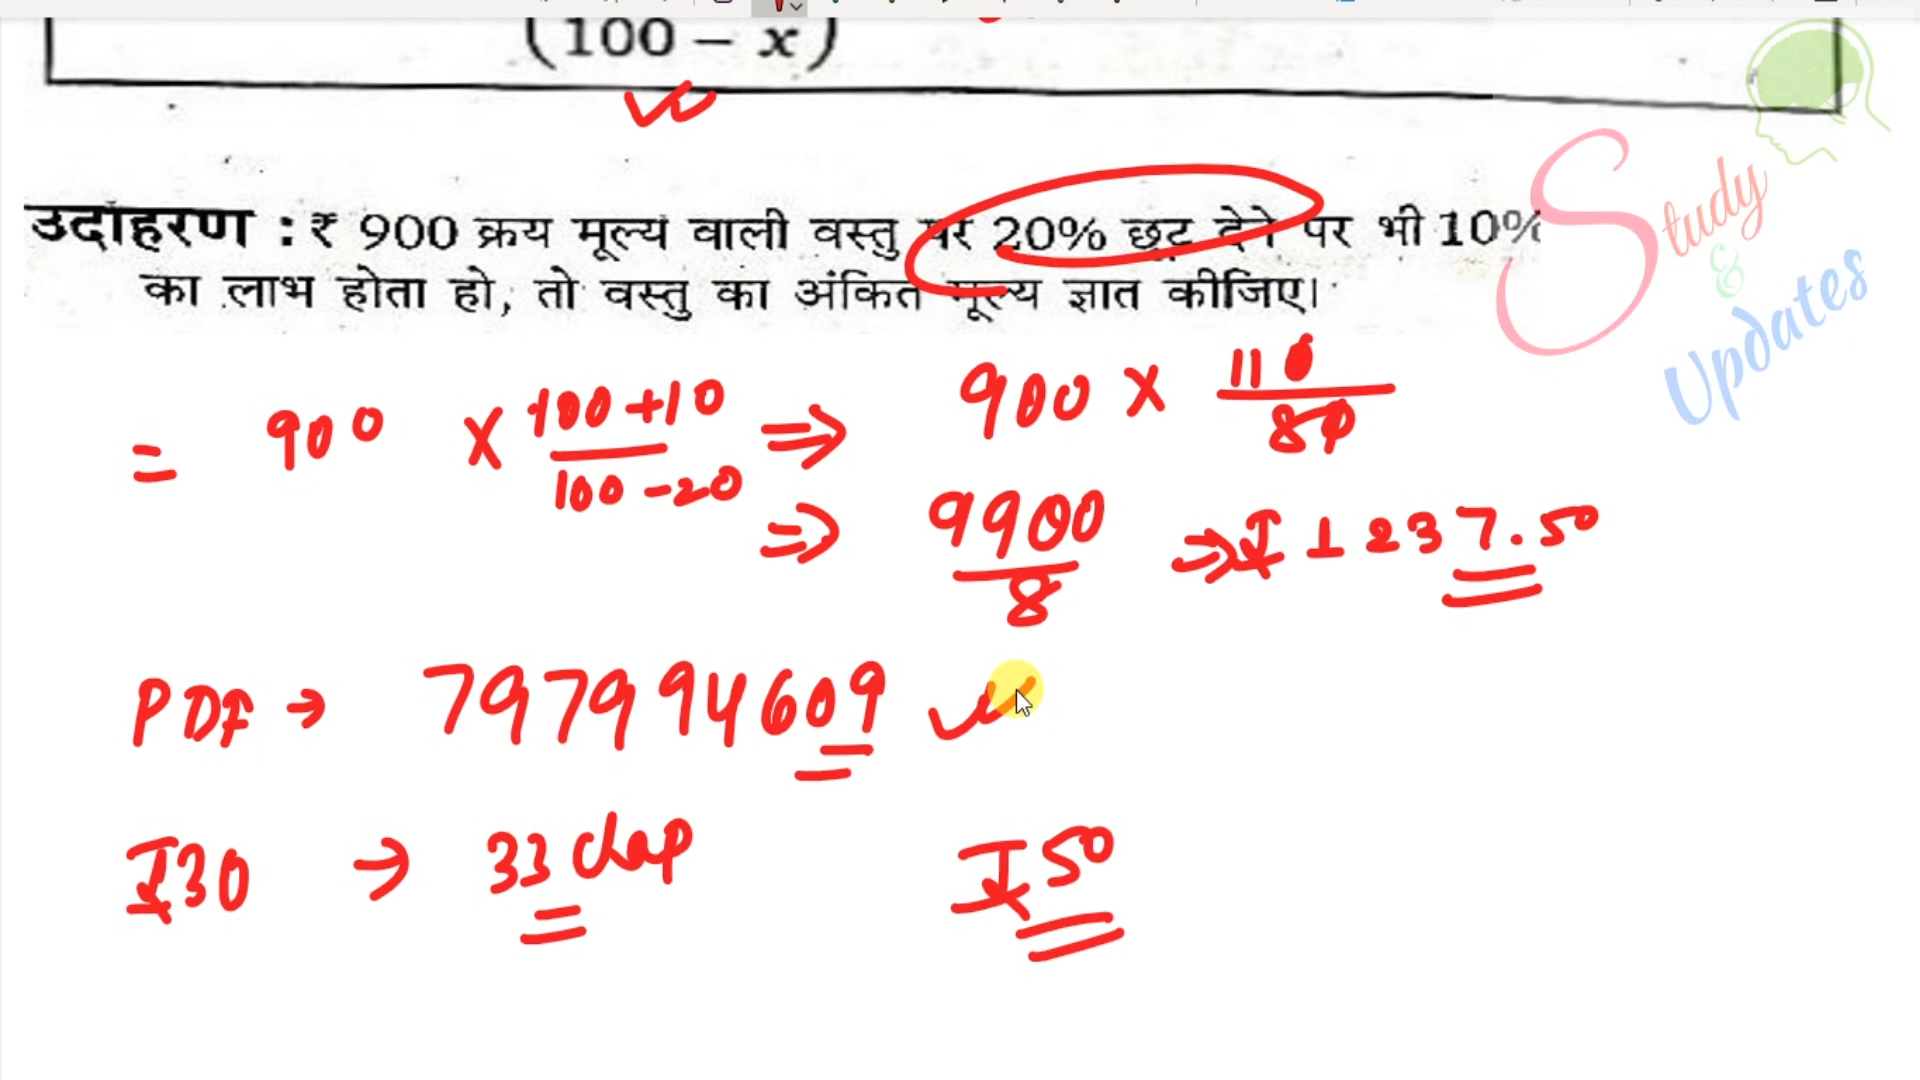 (100 – x)
उदाहरण : ₹ 900 क्रय मूल्य वाली वस्तु पर 20% छूट देने पर भी 10%
का लाभ होता हो, तो वस्तु का अंकित मूल्य ज्ञात कीजिए।
Study
&
Updates
= 900 × 100 + 10 / 100 - 20 ⇒ 900 × 110 / 80
⇒ 9900 / 8 ⇒ ₹ 1237.50
PDF → 797994609
₹30 → 33 chap ₹50